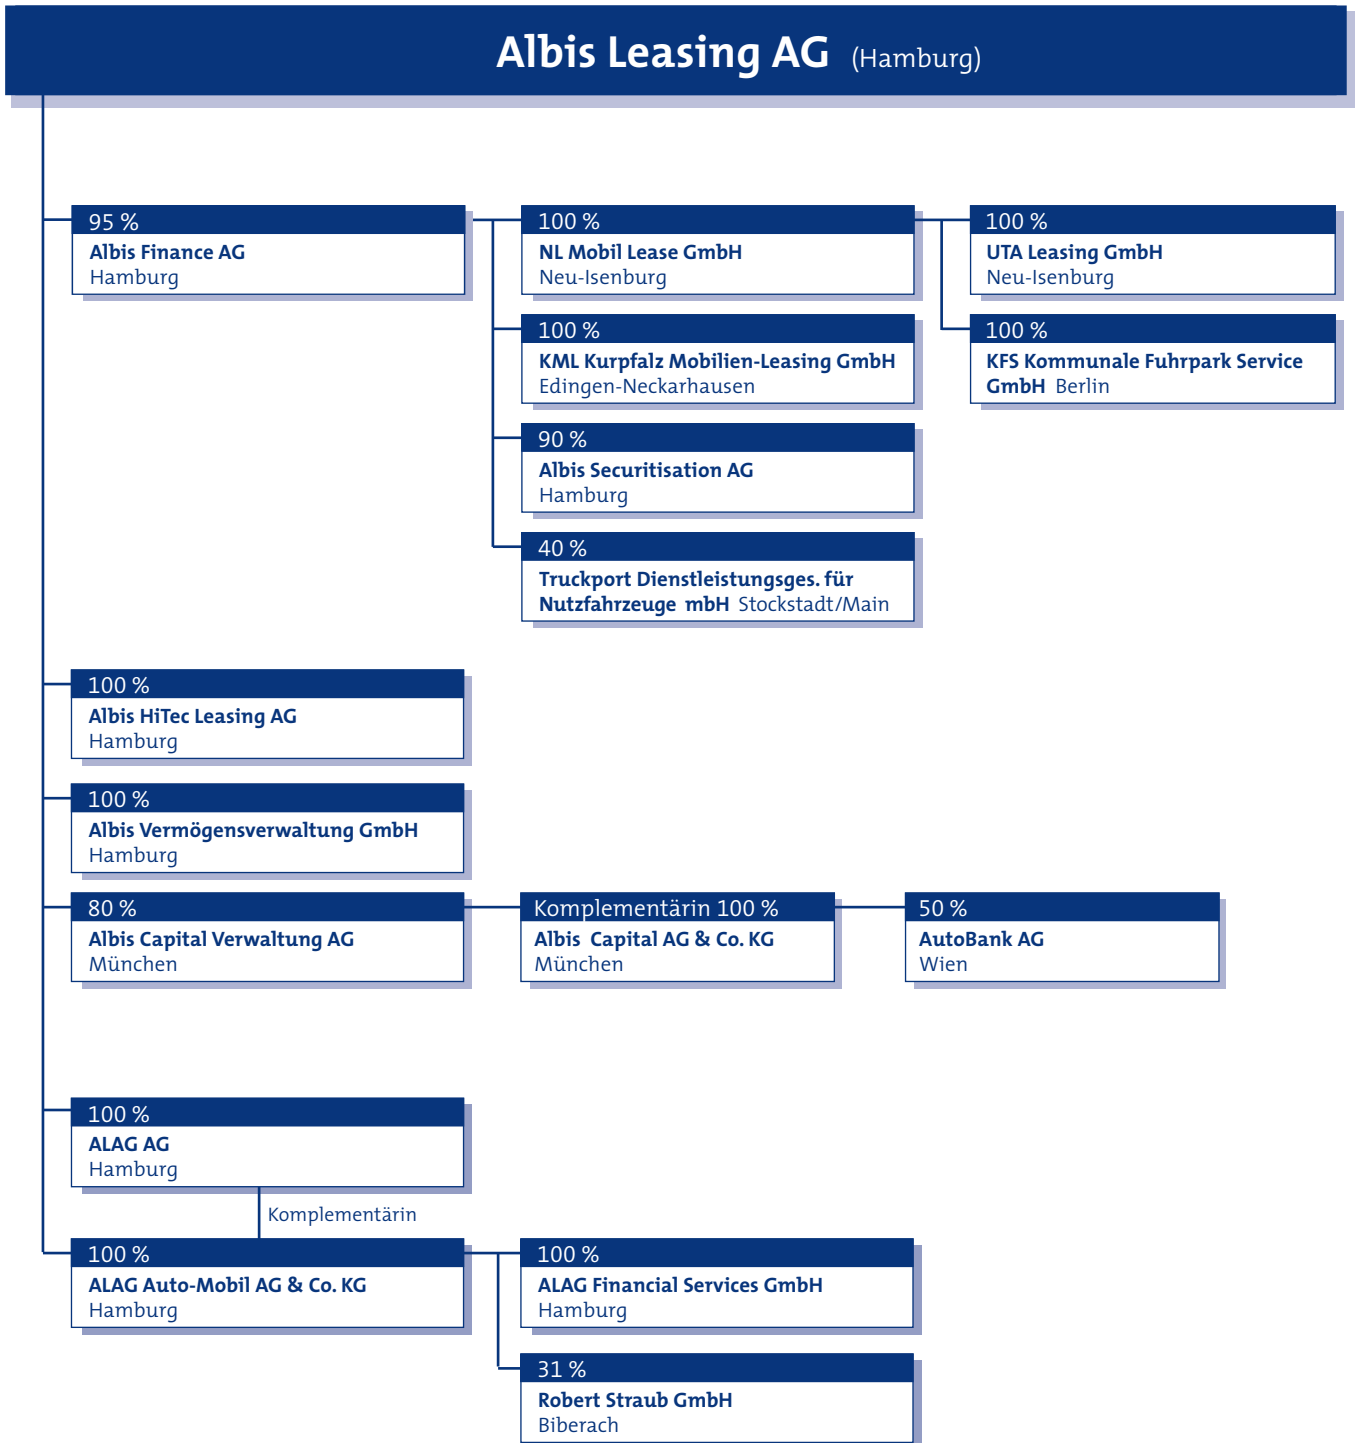 Albis Leasing AG (Hamburg)
95 %
Albis Finance AG
Hamburg
100 %
NL Mobil Lease GmbH
Neu-Isenburg
100 %
UTA Leasing GmbH
Neu-Isenburg
100 %
KML Kurpfalz Mobilien-Leasing GmbH
Edingen-Neckarhausen
100 %
KFS Kommunale Fuhrpark Service
GmbH Berlin
90 %
Albis Securitisation AG
Hamburg
40 %
Truckport Dienstleistungsges. für
Nutzfahrzeuge mbH Stockstadt/Main
100 %
Albis HiTec Leasing AG
Hamburg
100 %
Albis Vermögensverwaltung GmbH
Hamburg
80 %
Albis Capital Verwaltung AG
München
Komplementärin 100 %
Albis Capital AG & Co. KG
München
50 %
AutoBank AG
Wien
100 %
ALAG AG
Hamburg
Komplementärin
100 %
ALAG Auto-Mobil AG & Co. KG
Hamburg
100 %
ALAG Financial Services GmbH
Hamburg
31 %
Robert Straub GmbH
Biberach